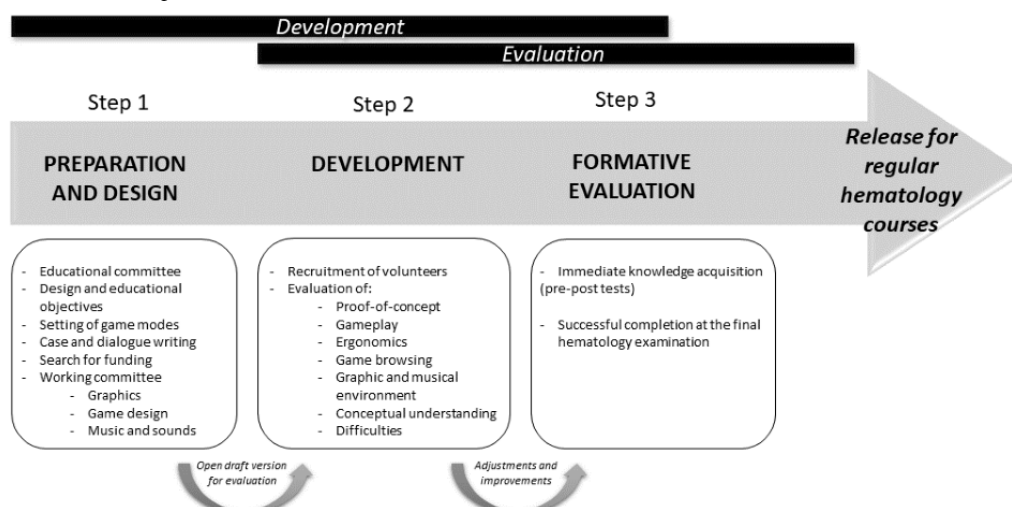 Development
Evaluation
Step 1
Step 2
Step 3
PREPARATION
AND DESIGN
DEVELOPMENT
FORMATIVE
EVALUATION
Release for
regular
hematology
courses
- Educational committee
- Design and educational
objectives
- Setting of game modes
- Case and dialogue writing
- Search for funding
- Working committee
- Graphics
- Game design
- Music and sounds
- Recruitment of volunteers
- Evaluation of:
- Proof-of-concept
- Gameplay
- Ergonomics
- Game browsing
- Graphic and musical
environment
- Conceptual understanding
- Difficulties
- Immediate knowledge acquisition
(pre-post tests)
- Successful completion at the final
hematology examination
Open draft version
for evaluation
Adjustments and
improvements